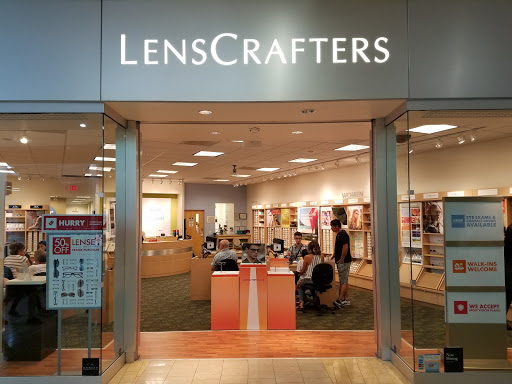 LENSCRAFTERS
WOMEN
HURRY
50%
OFF
LENSES
EYE EXAMS &
AVAILABLE
WALK-INS
WELCOME
WE ACCEPT